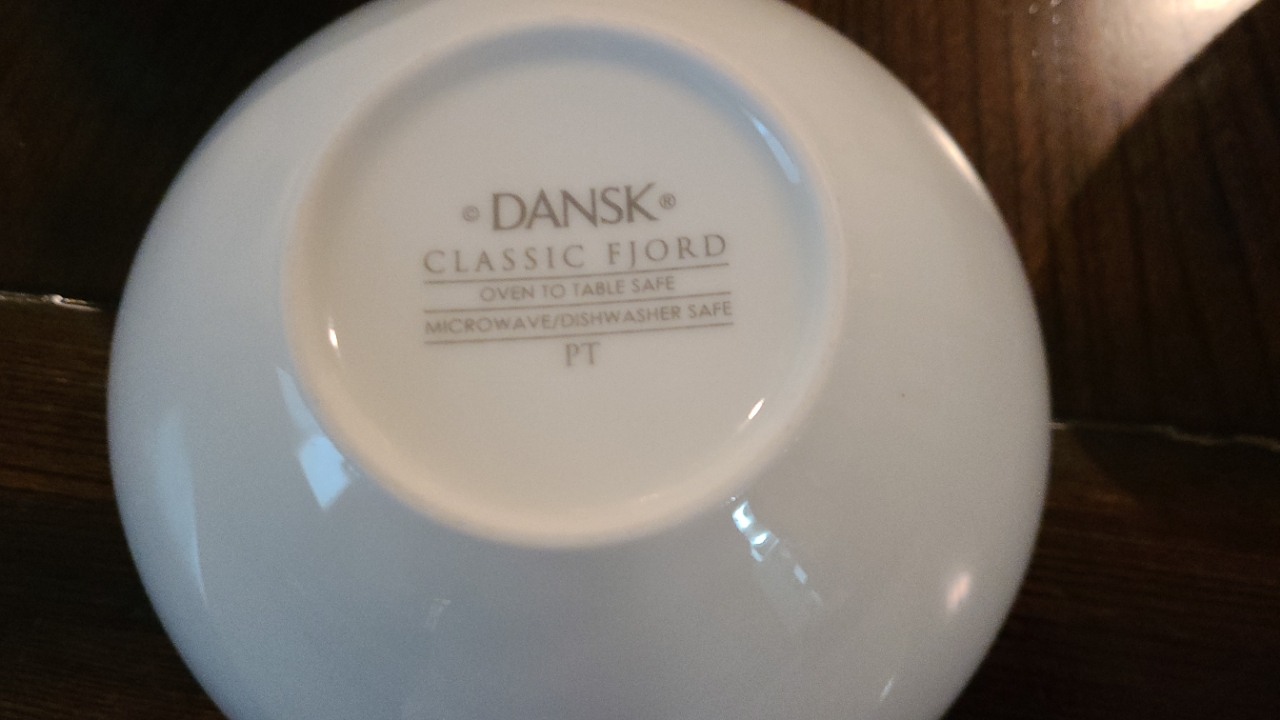 © DANSK®
CLASSIC FJORD
OVEN TO TABLE SAFE
MICROWAVE/DISHWASHER SAFE
PT